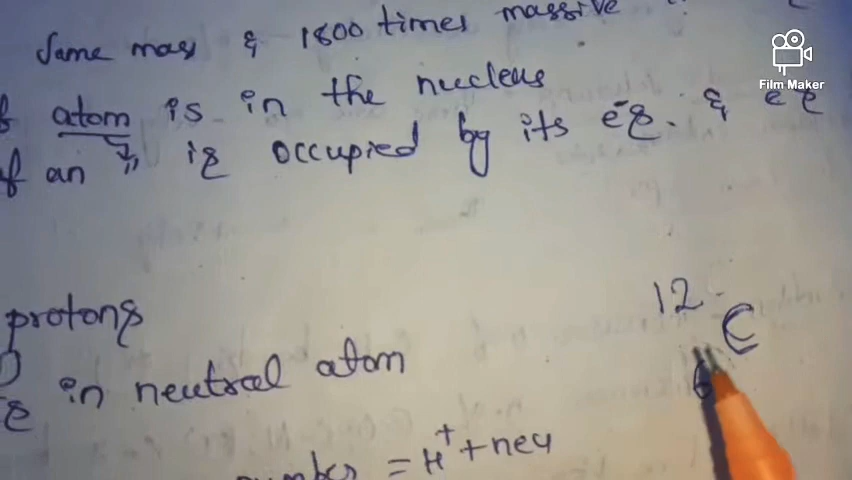 Same mass & 1800 times massive
Film Maker
atom is in the nucleus
f an 〃 is occupied by its e⁻s. &
protons
12
C
6
in neutral atom
= H⁺ + neu